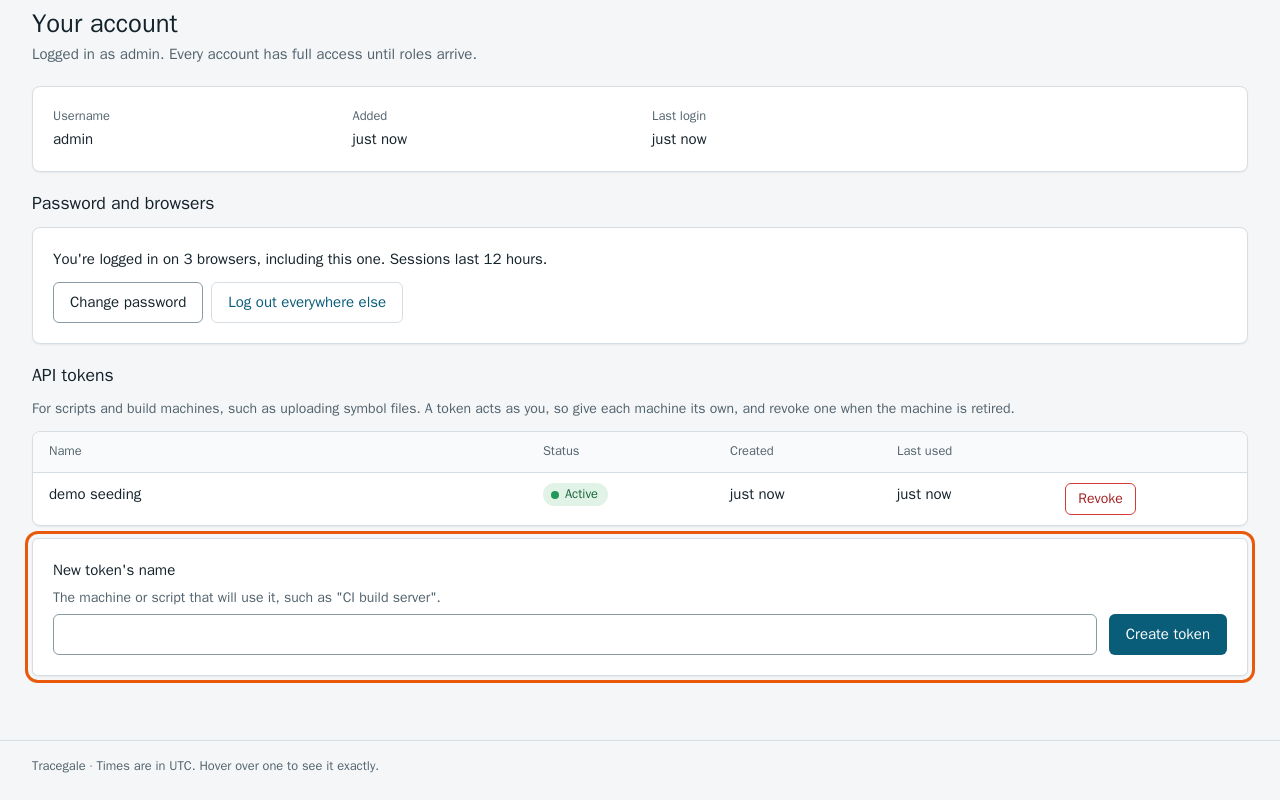 Your account
Logged in as admin. Every account has full access until roles arrive.
Username
Added
Last login
admin
just now
just now
Password and browsers
You're logged in on 3 browsers, including this one. Sessions last 12 hours.
Change password
Log out everywhere else
API tokens
For scripts and build machines, such as uploading symbol files. A token acts as you, so give each machine its own, and revoke one when the machine is retired.
Name
Status
Created
Last used
demo seeding
Active
just now
just now
Revoke
New token's name
The machine or script that will use it, such as "CI build server".
Create token
Tracegale · Times are in UTC. Hover over one to see it exactly.